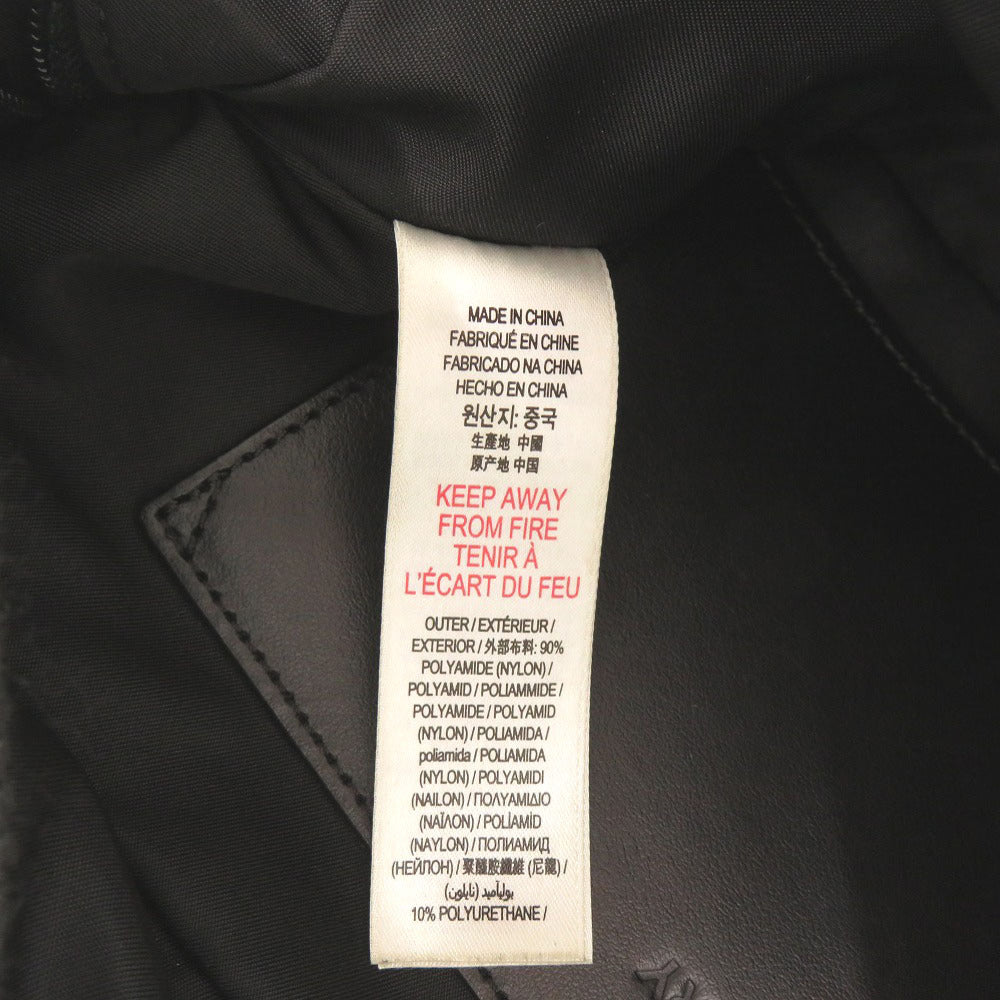 MADE IN CHINA
FABRIQUÉ EN CHINE
FABRICADO NA CHINA
HECHO EN CHINA
원산지: 중국
生產地 中國
原产地 中国
KEEP AWAY
FROM FIRE
TENIR À
L'ÉCART DU FEU
OUTER / EXTÉRIEUR /
EXTERIOR / 外部布料: 90%
POLYAMIDE (NYLON) /
POLYAMID / POLIAMMIDE /
POLYAMIDE / POLYAMID
(NYLON) / POLIAMIDA /
poliamida / POLIAMIDA
(NYLON) / POLYAMIDI
(NAILON) / ΠΟΛΥΑΜΙΔΙΟ
(ΝΑΪΛΟΝ) / POLİAMİD
(NAYLON) / ПОЛИАМИД
(НЕЙЛОН) / 聚醯胺纖維 (尼龍) /
بولیآمید (نایلون)
10% POLYURETHANE /